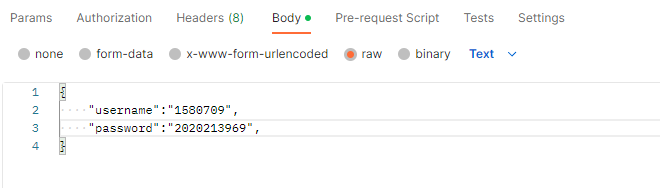 Params Authorization Headers (8) Body Pre-request Script Tests Settings
none form-data x-www-form-urlencoded raw binary Text
1 {
2 "username":"1580709",
3 "password":"2020213969",
4 }